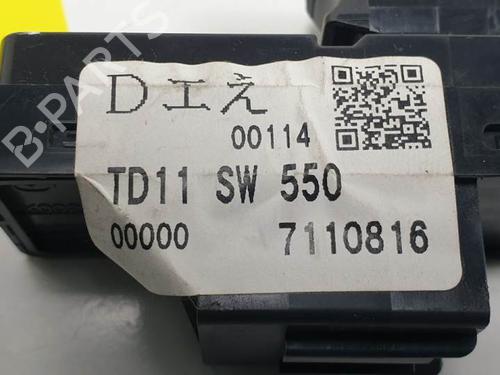 Dエえ
00114
TD11 SW 550
00000 7110816
B-PARTS